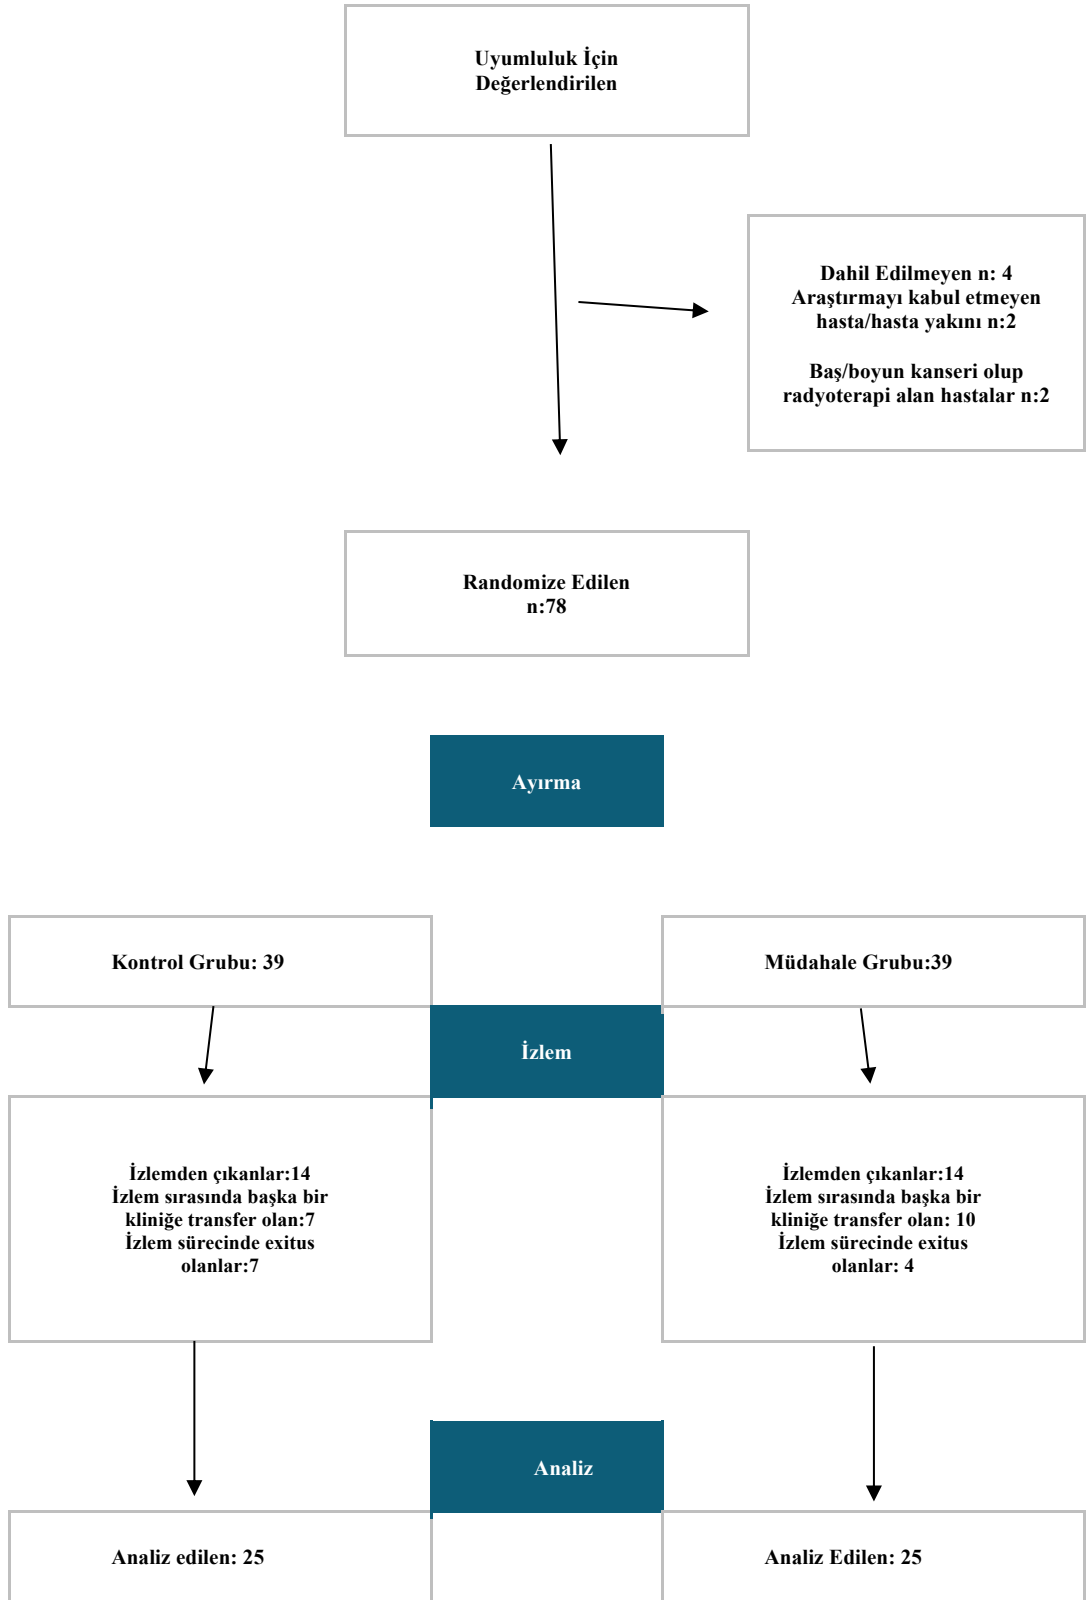 Uyumluluk İçin
Değerlendirilen
Dahil Edilmeyen n: 4
Araştırmayı kabul etmeyen
hasta/hasta yakını n:2
Baş/boyun kanseri olup
radyoterapi alan hastalar n:2
Randomize Edilen
n:78
Ayırma
Kontrol Grubu: 39
Müdahale Grubu:39
İzlem
İzlemden çıkanlar:14
İzlem sırasında başka bir
kliniğe transfer olan:7
İzlem sürecinde exitus
olanlar:7
İzlemden çıkanlar:14
İzlem sırasında başka bir
kliniğe transfer olan: 10
İzlem sürecinde exitus
olanlar: 4
Analiz
Analiz edilen: 25
Analiz Edilen: 25